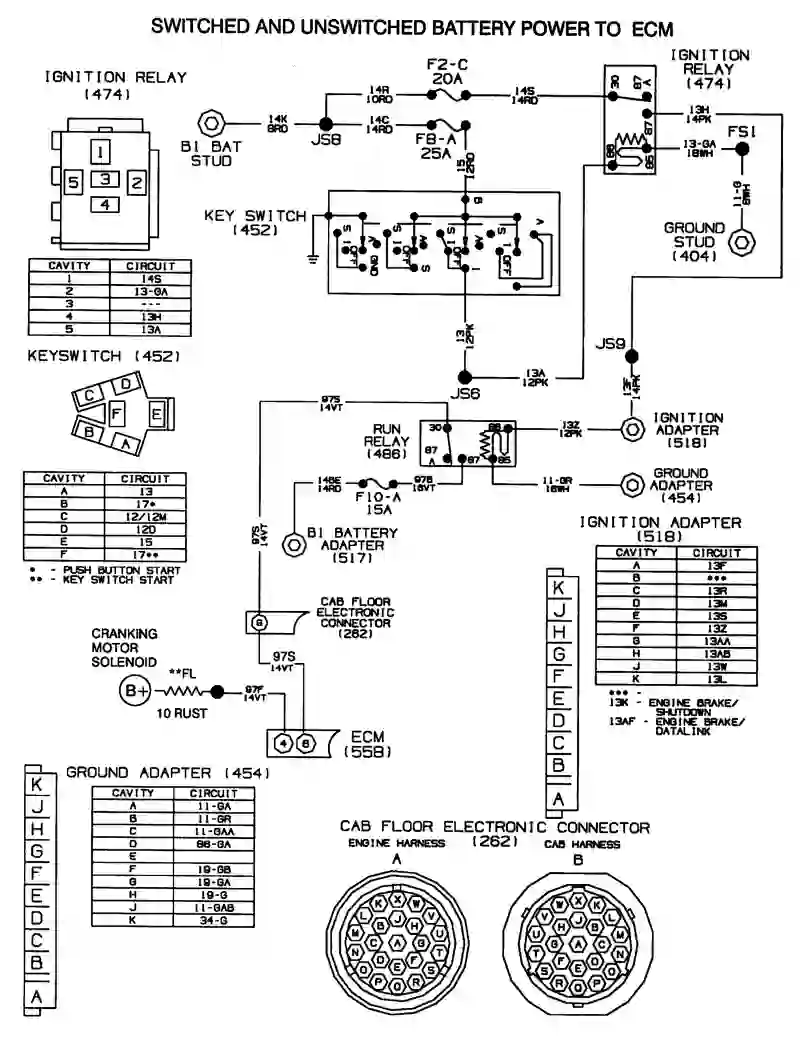 SWITCHED AND UNSWITCHED BATTERY POWER TO ECM
IGNITION RELAY
(474)
1
5
3
2
4
CAVITY CIRCUIT
1 14S
2 13-GA
3 ---
4 13H
5 13A
KEYSWITCH (452)
C D
F E
B A
CAVITY CIRCUIT
A 13
B 17*
C 12/12M
D 12D
E 15
F 17**
* - PUSH BUTTON START
** - KEY SWITCH START
B1 BAT
STUD
14K
8RD
JS8
14R
10RD
14C
14RD
F2-C
20A
F8-A
25A
14S
14RD
15
12RD
IGNITION
RELAY
(474)
30
87
A
87
86
85
13H
14PK
13-GA
18WH
FS1
11-G
8WH
GROUND
STUD
(404)
KEY SWITCH
(452)
B
A
S
I
OFF
A
GND
S
I
OFF
S
S
I
OFF
I
S
I
OFF
13
12PK
JS6
13A
12PK
JS9
13F
14PK
97S
14VT
RUN
RELAY
(486)
30
86
87
A
87
85
13Z
12PK
IGNITION
ADAPTER
(518)
11-GR
18WH
GROUND
ADAPTER
(454)
14BE
14RD
F10-A
15A
97B
16VT
B1 BATTERY
ADAPTER
(517)
97S
14VT
CAB FLOOR
ELECTRONIC
CONNECTOR
(262)
97S
14VT
CRANKING
MOTOR
SOLENOID
B+
**FL
10 RUST
97F
14VT
4
ECM
(558)
IGNITION ADAPTER
(518)
CAVITY CIRCUIT
A 13F
B ***
C 13R
D 13M
E 13S
F 13Z
G 13AA
H 13AB
J 13W
K 13L
*** -
13K - ENGINE BRAKE/
SHUTDOWN
13AF - ENGINE BRAKE/
DATALINK
K
J
H
G
F
E
D
C
B
A
GROUND ADAPTER (454)
K
J
H
G
F
E
D
C
B
A
CAVITY CIRCUIT
A 11-GA
B 11-GR
C 11-GAA
D 86-GA
E
F 19-GB
G 19-GA
H 19-G
J 11-GAB
K 34-G
CAB FLOOR ELECTRONIC CONNECTOR
(262)
ENGINE HARNESS
A
CAB HARNESS
B
K X W
L B J H V
M C A G U
N D E F T
O P Q R S
W X K
V H J B L
U G A C M
T F E D N
S R Q P O